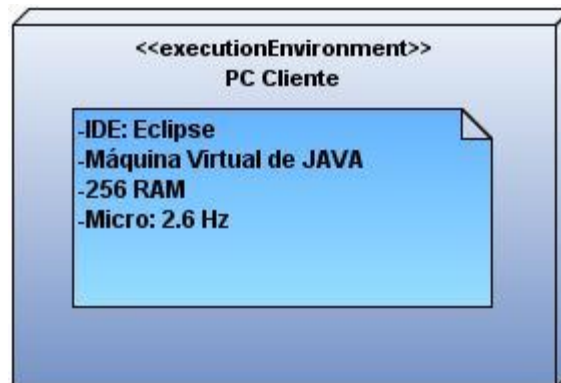 <<executionEnvironment>>
PC Cliente
-IDE: Eclipse
-Máquina Virtual de JAVA
-256 RAM
-Micro: 2.6 Hz